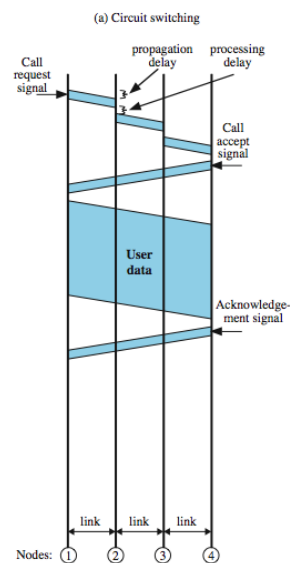 (a) Circuit switching
propagation
delay
processing
delay
Call
request
signal
Call
accept
signal
User
data
Acknowledge-
ment signal
link
link
link
Nodes: 1 2 3 4